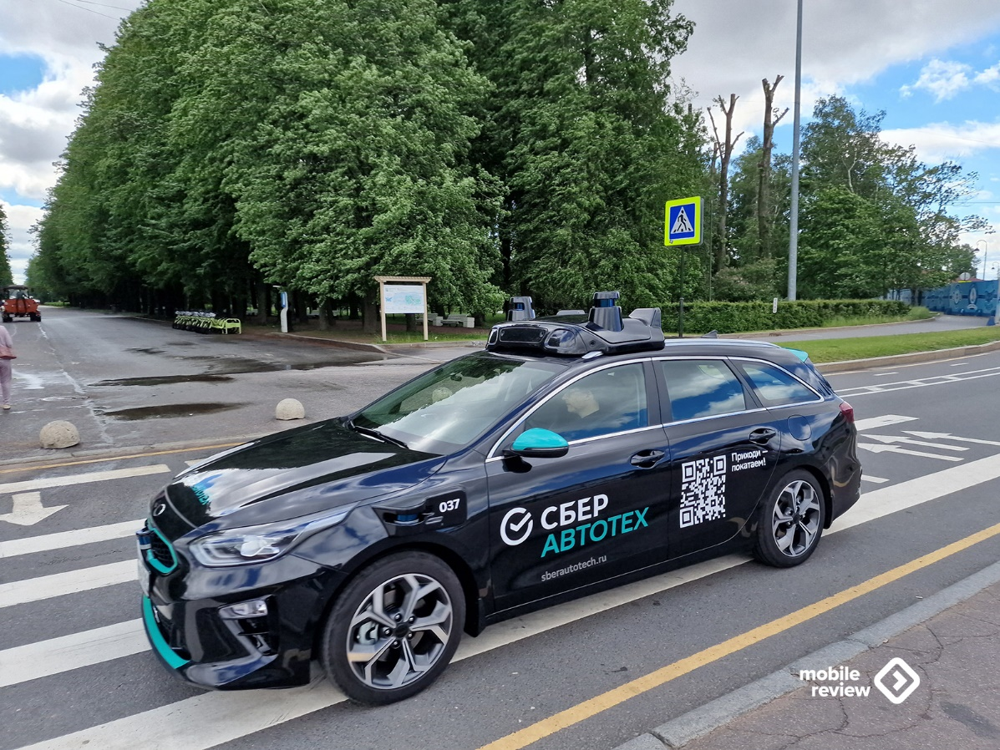 037
Приходи —
покатаем!
СБЕР
АВТОТЕХ
sberautotech.ru
mobile
review